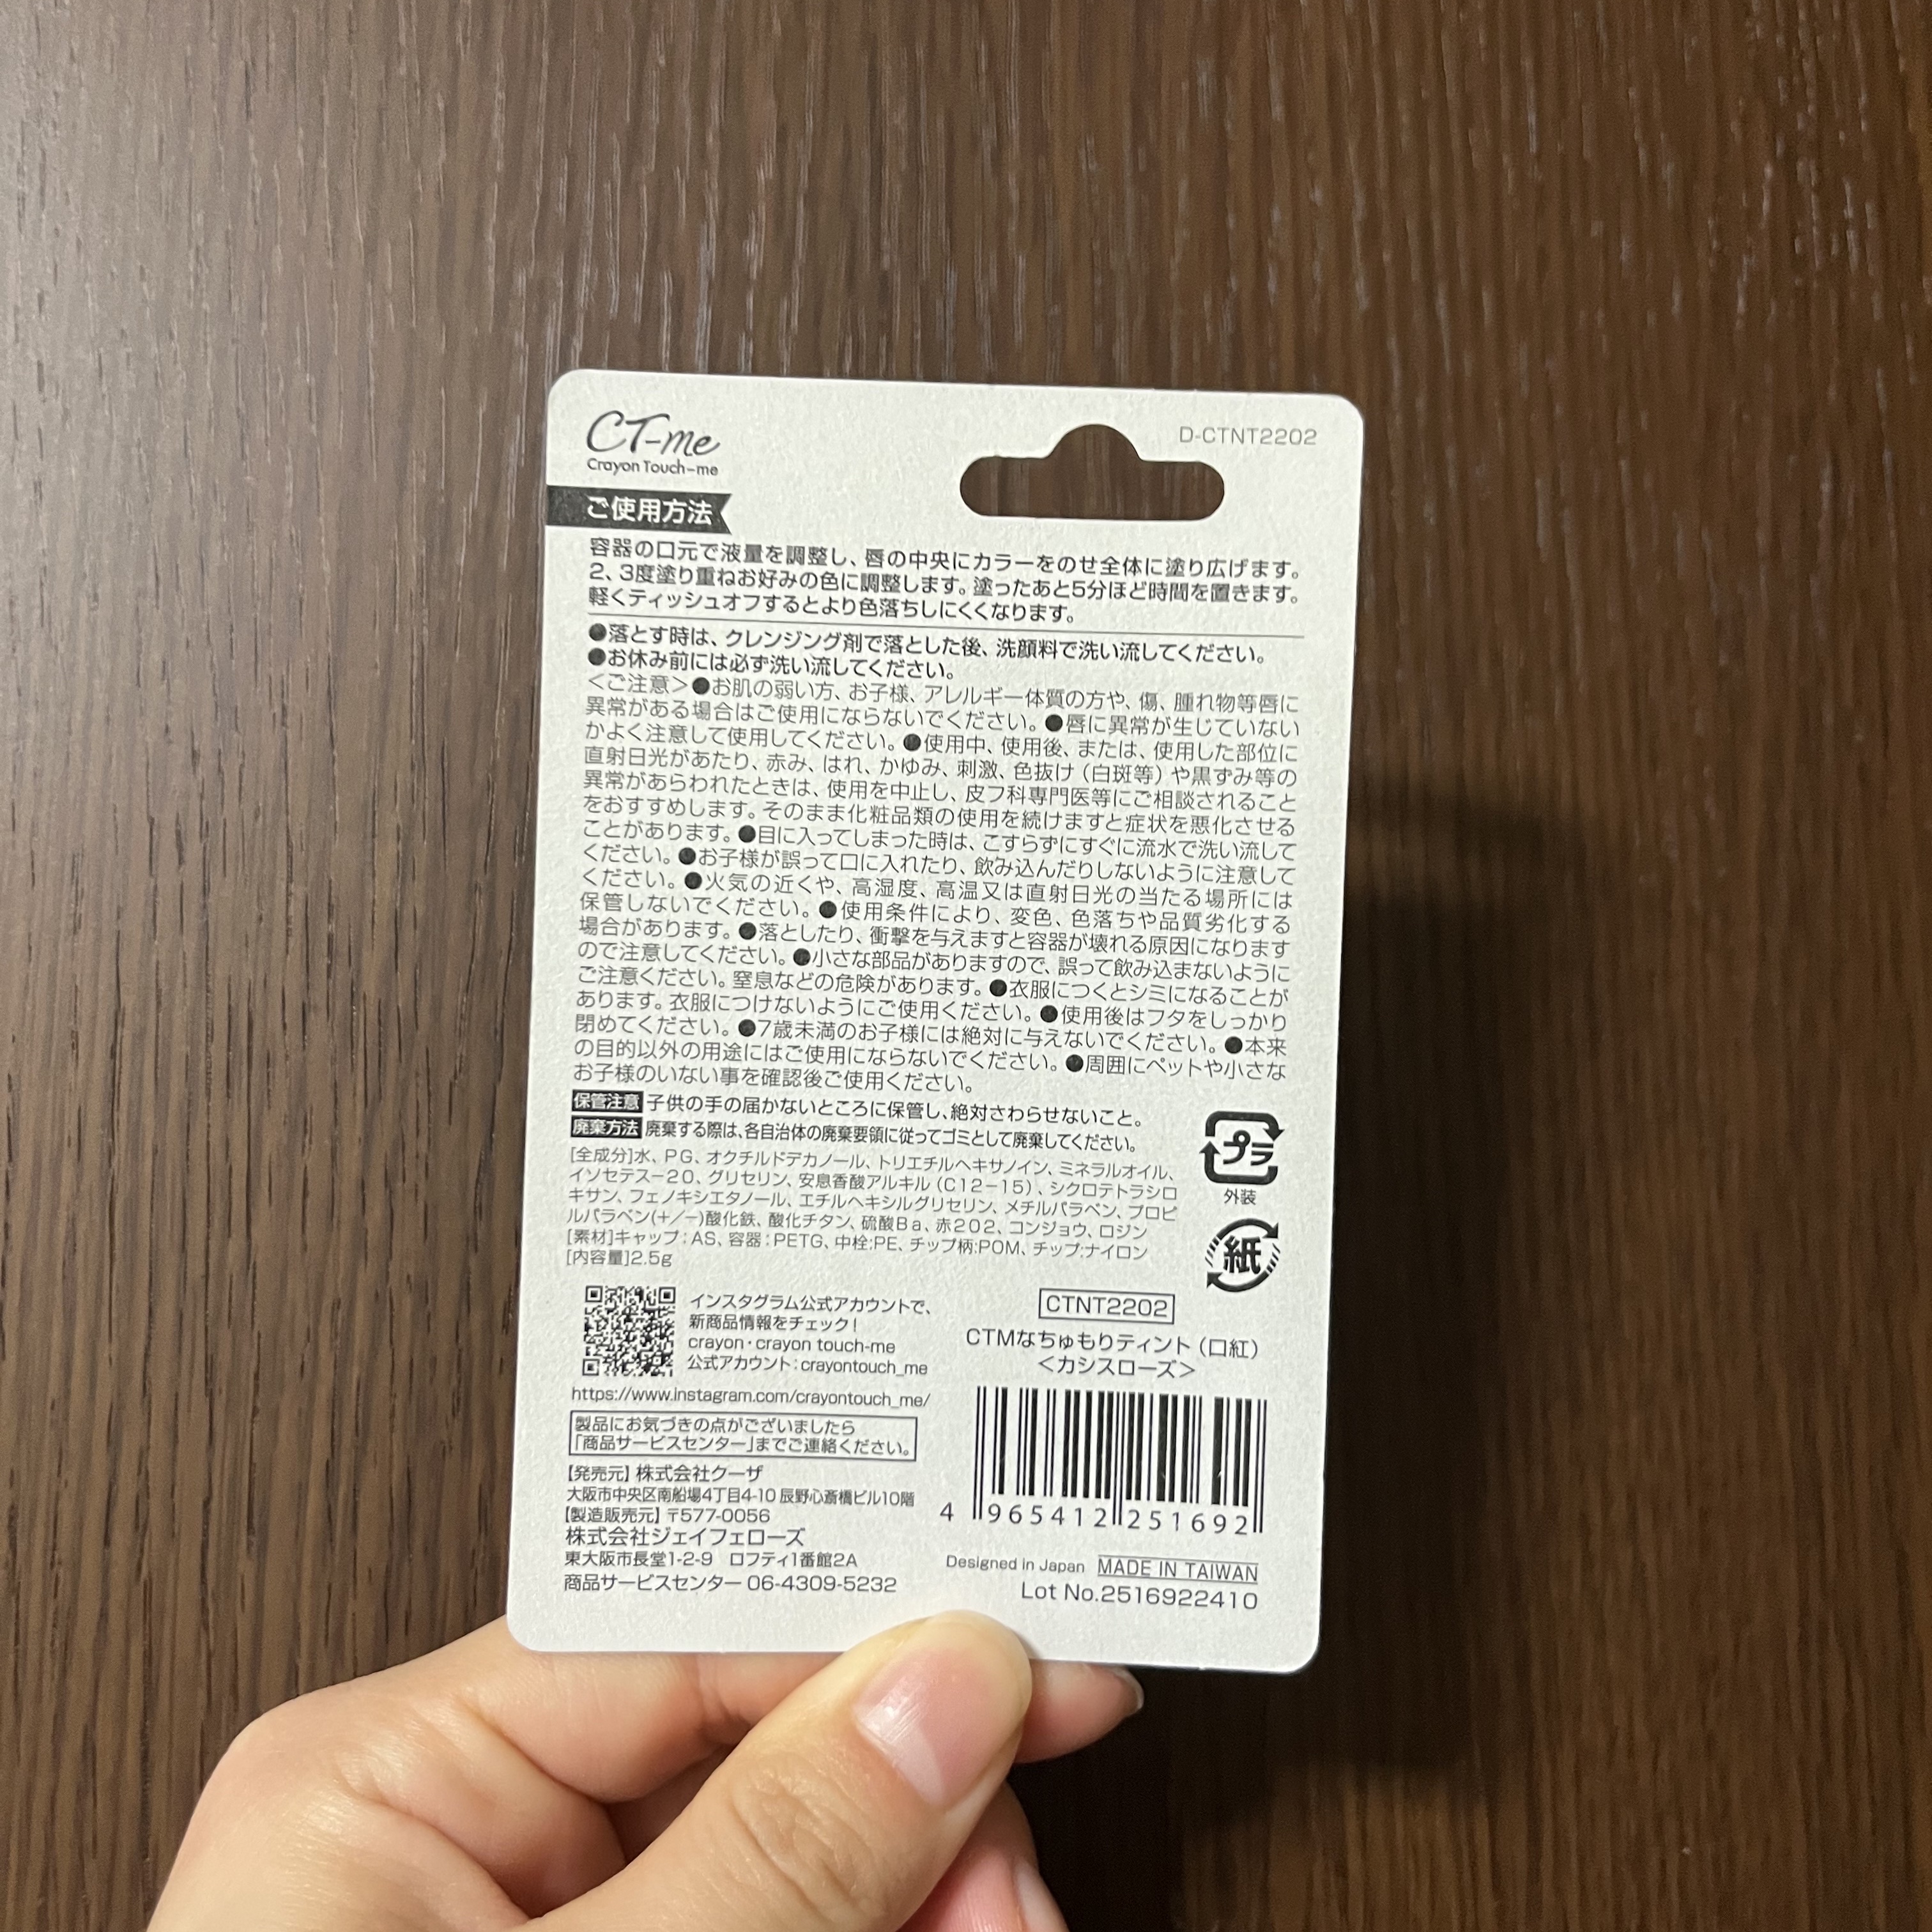 CT-me
Crayon Touch-me
D-CTNT2202
ご使用方法
容器の口元で液量を調整し、唇の中央にカラーをのせ全体に塗り広げます。
2、3度塗り重ねお好みの色に調整します。塗ったあと5分ほど時間を置きます。
軽くティッシュオフするとより色落ちしにくくなります。
●落とす時は、クレンジング剤で落とした後、洗顔料で洗い流してください。
●お休み前には必ず洗い流してください。
＜ご注意＞●お肌の弱い方、お子様、アレルギー体質の方や、傷、腫れ物等唇に
異常がある場合はご使用にならないでください。●唇に異常が生じていない
かよく注意して使用してください。●使用中、使用後、または、使用した部位に
直射日光があたり、赤み、はれ、かゆみ、刺激、色抜け（白斑等）や黒ずみ等の
異常があらわれたときは、使用を中止し、皮フ科専門医等にご相談されること
をおすすめします。そのまま化粧品類の使用を続けますと症状を悪化させる
ことがあります。●目に入ってしまった時は、こすらずにすぐに流水で洗い流して
ください。●お子様が誤って口に入れたり、飲み込んだりしないように注意して
ください。●火気の近くや、高湿度、高温又は直射日光の当たる場所には
保管しないでください。●使用条件により、変色、色落ちや品質劣化する
場合があります。●落としたり、衝撃を与えますと容器が壊れる原因になります
ので注意してください。●小さな部品がありますので、誤って飲み込まないように
ご注意ください。窒息などの危険があります。●衣服につくとシミになることが
あります。衣服につけないようにご使用ください。●使用後はフタをしっかり
閉めてください。●7歳未満のお子様には絶対に与えないでください。●本来
の目的以外の用途にはご使用にならないでください。●周囲にペットや小さな
お子様のいない事を確認後ご使用ください。
保管注意 子供の手の届かないところに保管し、絶対さわらせないこと。
廃棄方法 廃棄する際は、各自治体の廃棄要領に従ってゴミとして廃棄してください。
[全成分]水、PG、オクチルドデカノール、トリエチルヘキサノイン、ミネラルオイル、
イソセテス－20、グリセリン、安息香酸アルキル（C12－15）、シクロテトラシロ
キサン、フェノキシエタノール、エチルヘキシルグリセリン、メチルパラベン、プロピ
ルパラベン(+／－)酸化鉄、酸化チタン、硫酸Ba、赤202、コンジョウ、ロジン
[素材]キャップ：AS、容器：PETG、中栓：PE、チップ柄：POM、チップ：ナイロン
[内容量]2.5g
プラ
外装
紙
インスタグラム公式アカウントで、
新商品情報をチェック！
crayon・crayon touch-me
公式アカウント：crayontouch_me
https://www.instagram.com/crayontouch_me/
製品にお気づきの点がございましたら
「商品サービスセンター」までご連絡ください。
【発売元】株式会社クーザ
大阪市中央区南船場4丁目4-10 辰野心斎橋ビル10階
【製造販売元】〒577-0056
株式会社ジェイフェローズ
東大阪市長堂1-2-9　ロフティ1番館2A
商品サービスセンター 06-4309-5232
CTNT2202
CTMなちゅもりティント（口紅）
＜カシスローズ＞
4 965412 251692
Designed in Japan MADE IN TAIWAN
Lot No.2516922410